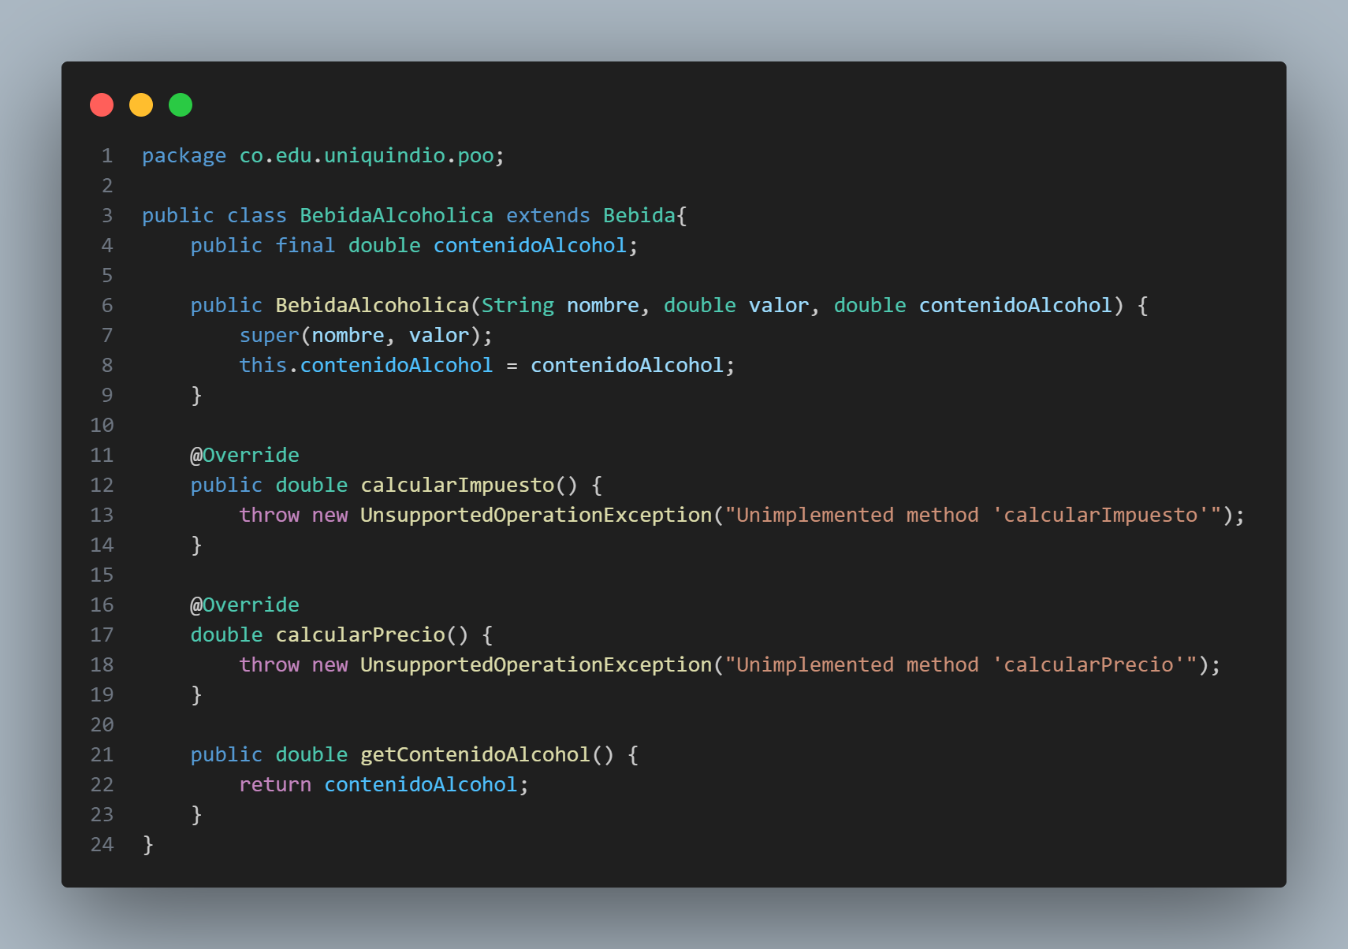 1 package co.edu.uniquindio.poo;
2
3 public class BebidaAlcoholica extends Bebida{
4     public final double contenidoAlcohol;
5
6     public BebidaAlcoholica(String nombre, double valor, double contenidoAlcohol) {
7         super(nombre, valor);
8         this.contenidoAlcohol = contenidoAlcohol;
9     }
10
11     @Override
12     public double calcularImpuesto() {
13         throw new UnsupportedOperationException("Unimplemented method 'calcularImpuesto'");
14     }
15
16     @Override
17     double calcularPrecio() {
18         throw new UnsupportedOperationException("Unimplemented method 'calcularPrecio'");
19     }
20
21     public double getContenidoAlcohol() {
22         return contenidoAlcohol;
23     }
24 }